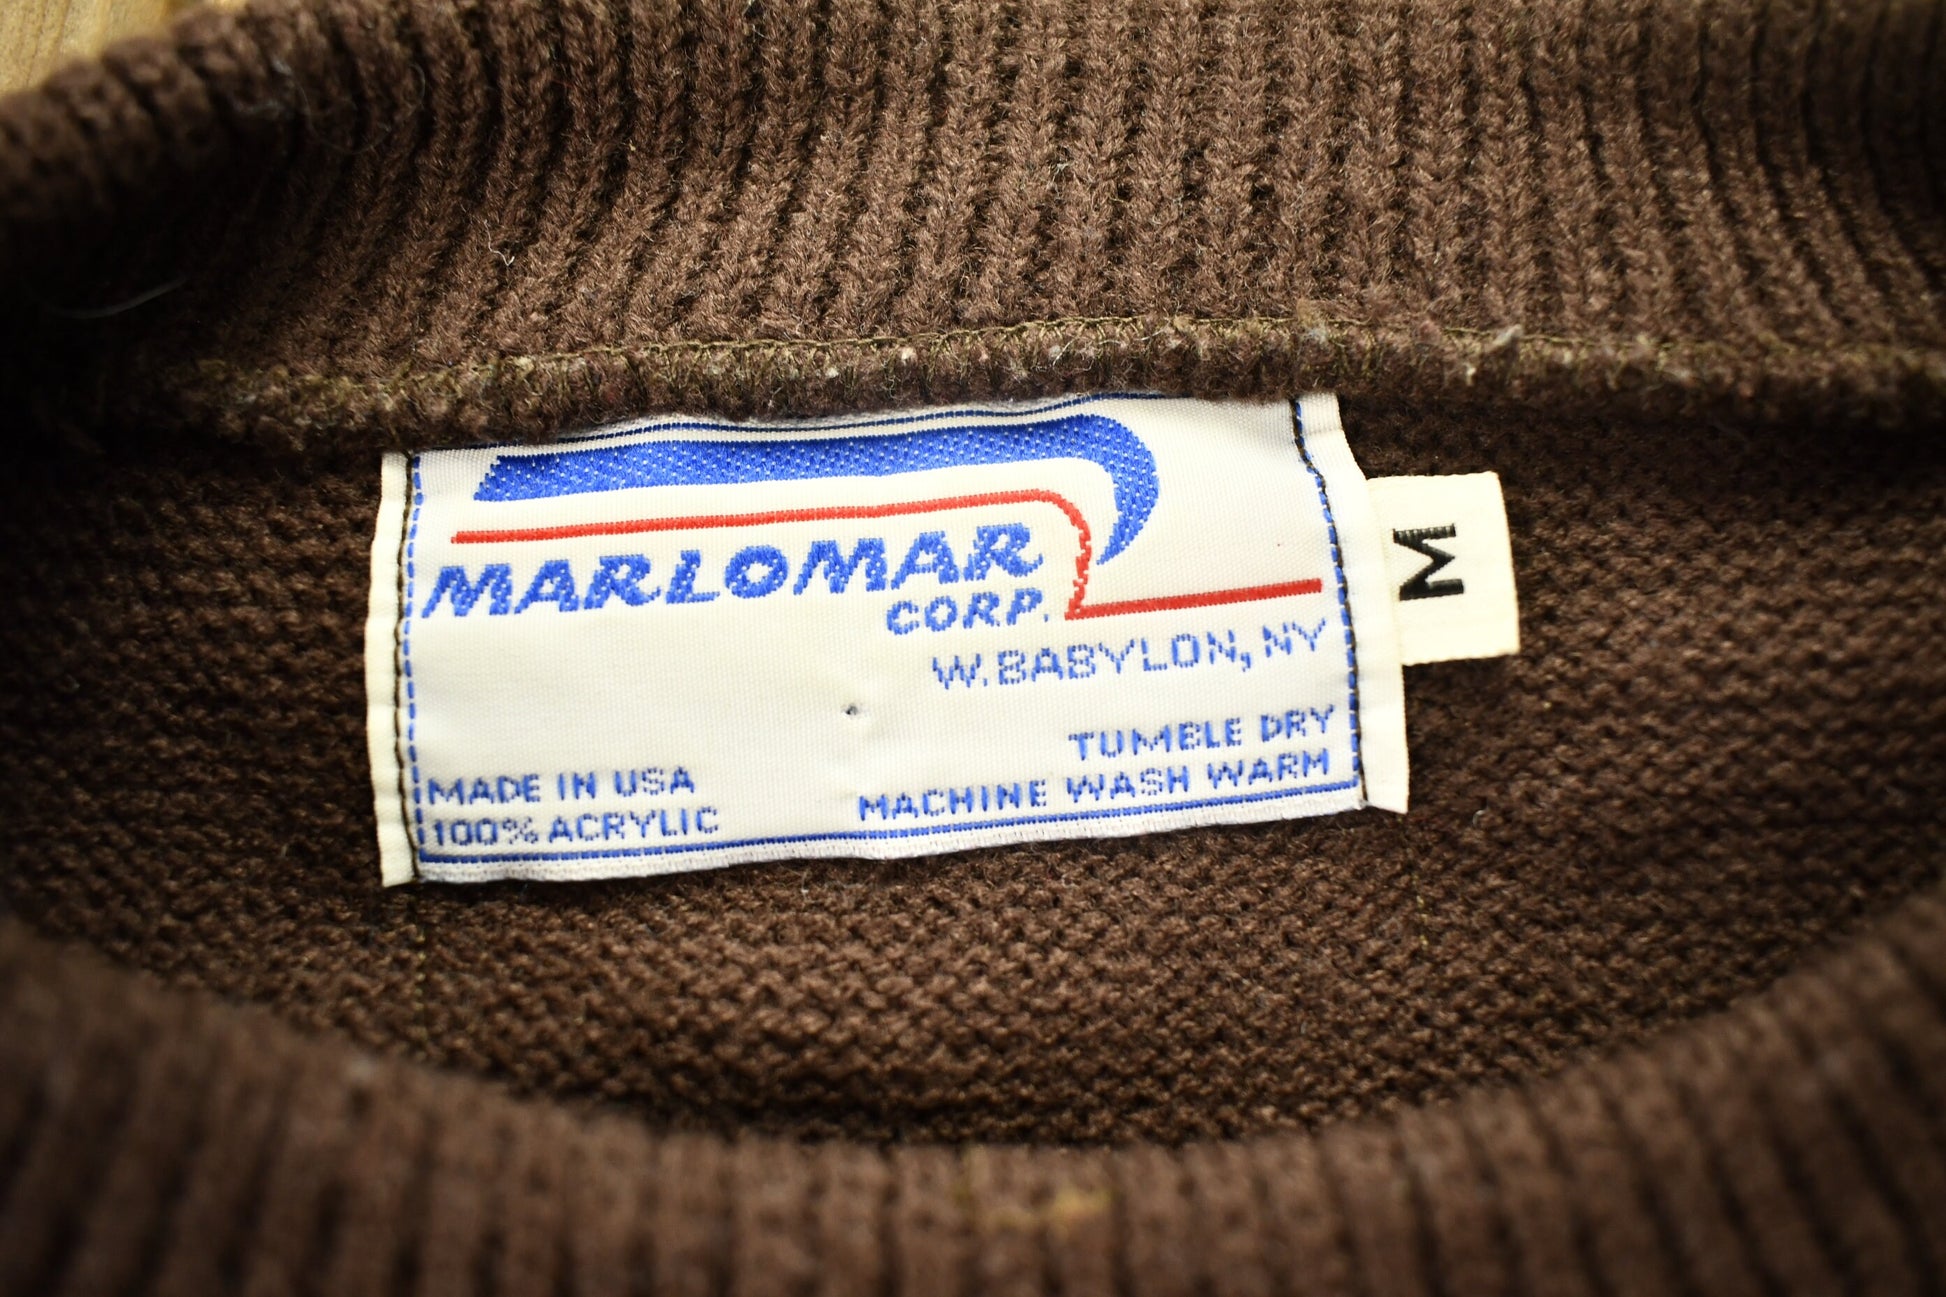 MARLOMAR
CORP.
W. BABYLON, NY
M
TUMBLE DRY
MACHINE WASH WARM
MADE IN USA
100% ACRYLIC